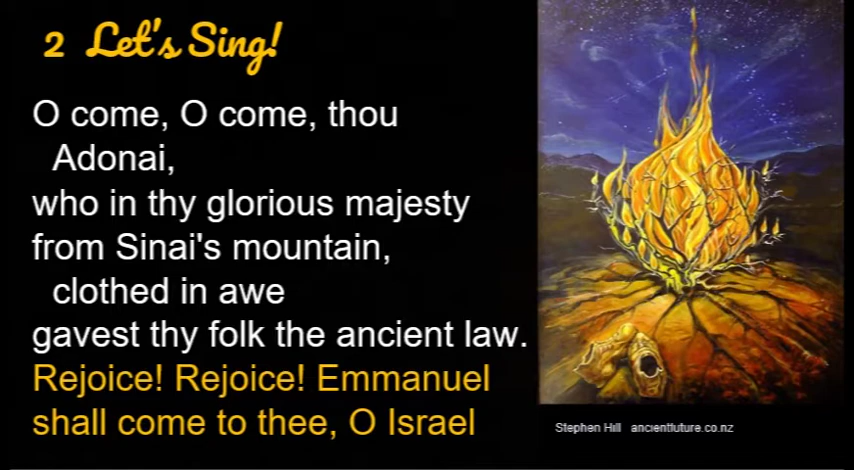 2 Let's Sing!
O come, O come, thou
Adonai,
who in thy glorious majesty
from Sinai's mountain,
clothed in awe
gavest thy folk the ancient law.
Rejoice! Rejoice! Emmanuel
shall come to thee, O Israel
Stephen Hill ancientfuture.co.nz